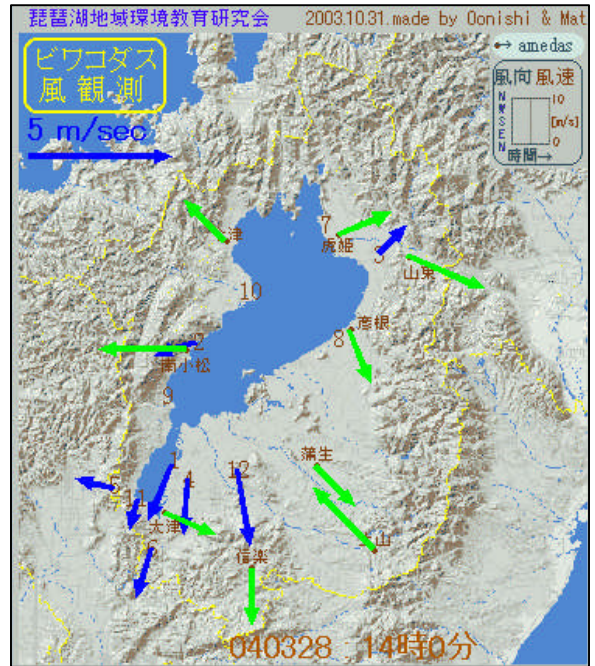 琵琶湖地域環境教育研究会 2003.10.31.made by Oonishi & Mat
ビワコダス
風観測
amedas
5 m/sec
風向 風速
N
W
S
E
N
10
[m/s]
0
時間→
7
虎姫
津
3
山東
10
2
南小松
8
彦根
9
1
4
12
蒲生
5
11
大津
6
信楽
山
040328 14時0分